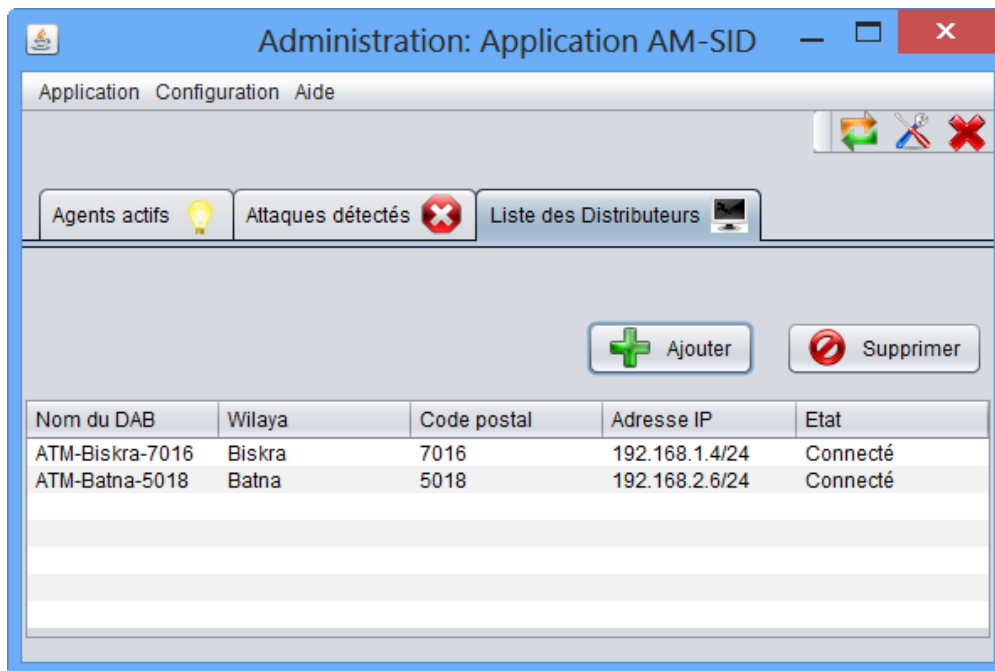 Administration: Application AM-SID
Application Configuration Aide
Agents actifs Attaques détectés Liste des Distributeurs
Ajouter Supprimer
Nom du DAB Wilaya Code postal Adresse IP Etat
ATM-Biskra-7016 Biskra 7016 192.168.1.4/24 Connecté
ATM-Batna-5018 Batna 5018 192.168.2.6/24 Connecté